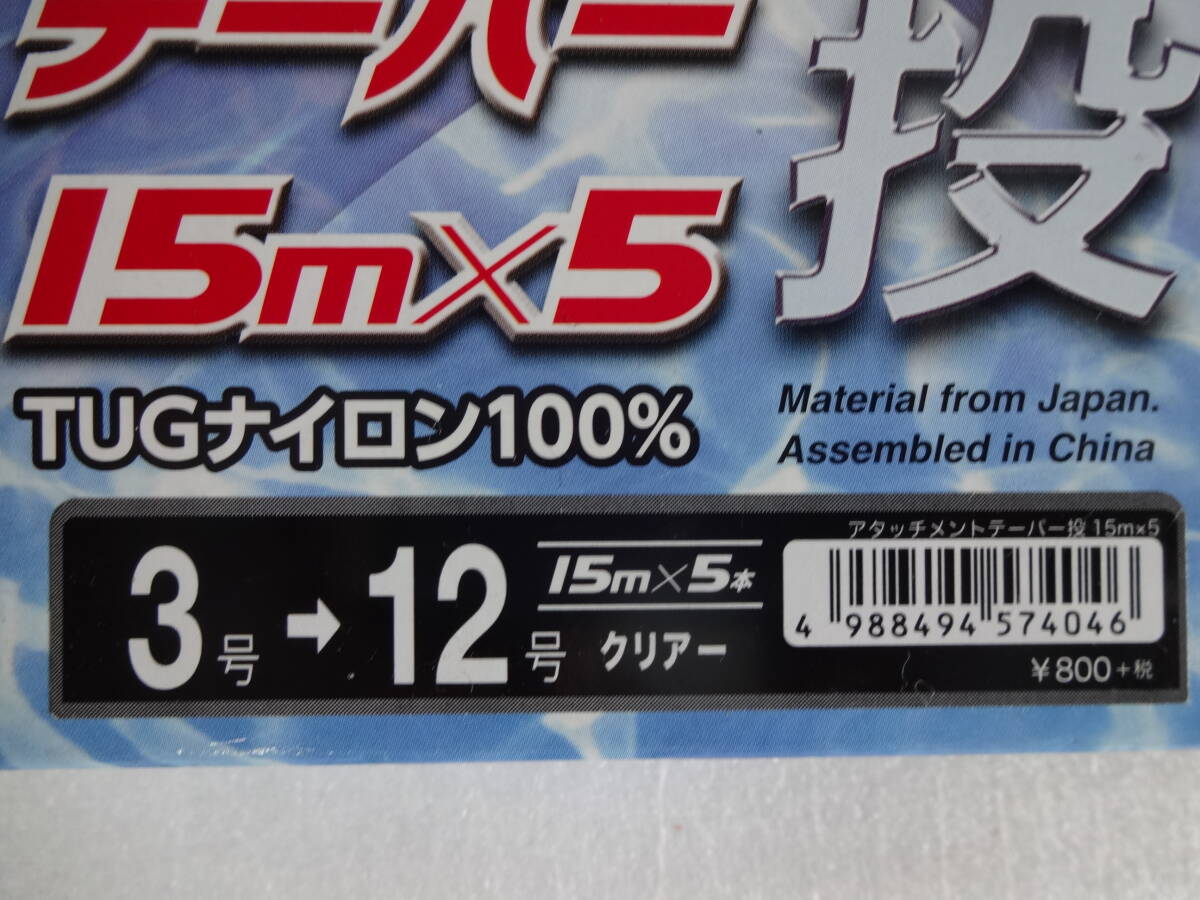 テーパー
投
15m×5
TUGナイロン100%
Material from Japan.
Assembled in China
3号➡12号
15m×5本
クリアー
アタッチメントテーパー投 15m×5
4 988494 574046
¥800+税